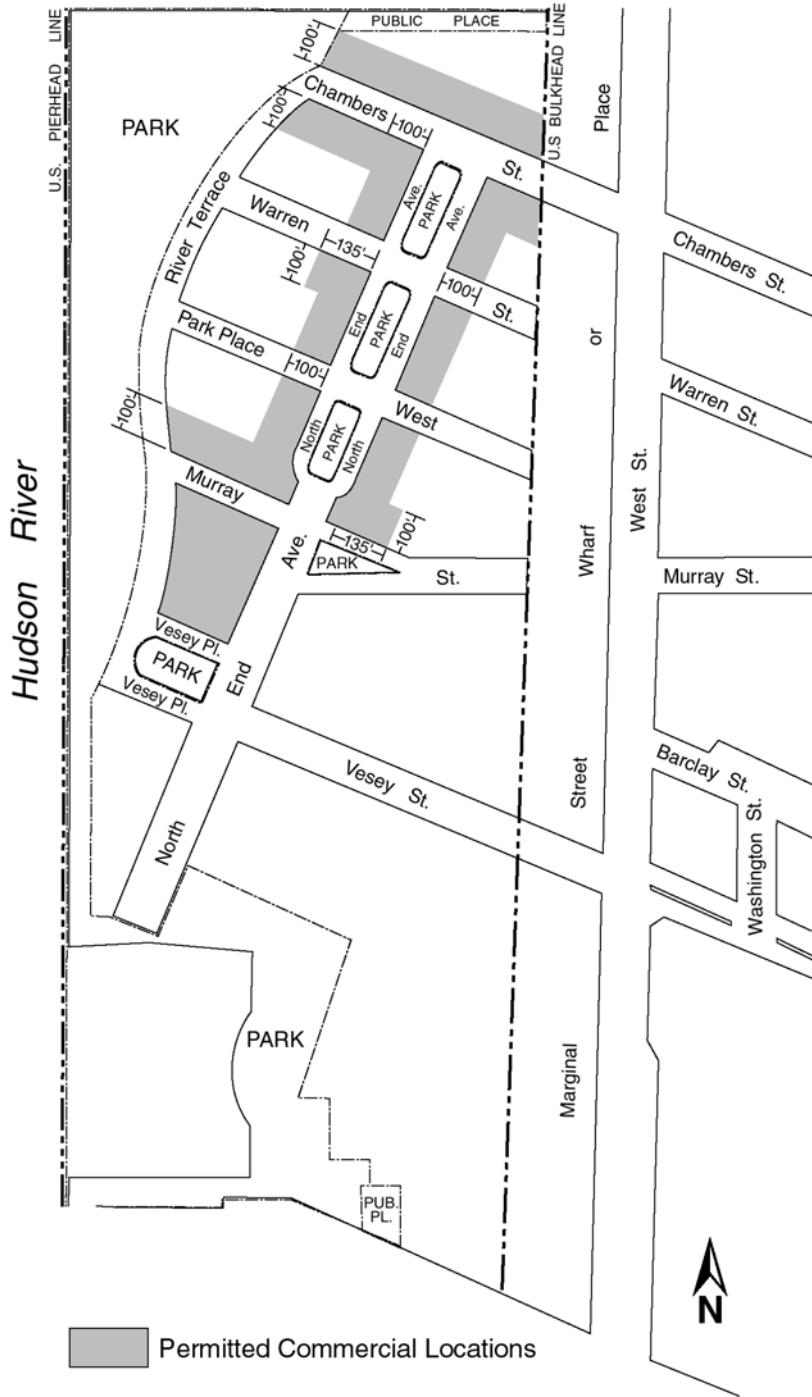 U.S. PIERHEAD LINE
PUBLIC PLACE
U.S BULKHEAD LINE
100'
100'
Chambers
100'
PARK
St.
Place
Ave.
PARK
Ave.
River Terrace
Warren
135'
100'
Chambers St.
100'
St.
End
PARK
End
or
Park Place
100'
Warren St.
100'
North
PARK
North
West
West St.
Hudson River
Murray
100'
135'
Ave.
PARK
St.
Wharf
Murray St.
Vesey Pl.
PARK
Vesey Pl.
End
Vesey St.
Street
Barclay St.
Washington St.
North
PARK
Marginal
PUB.
PL.
N
Permitted Commercial Locations